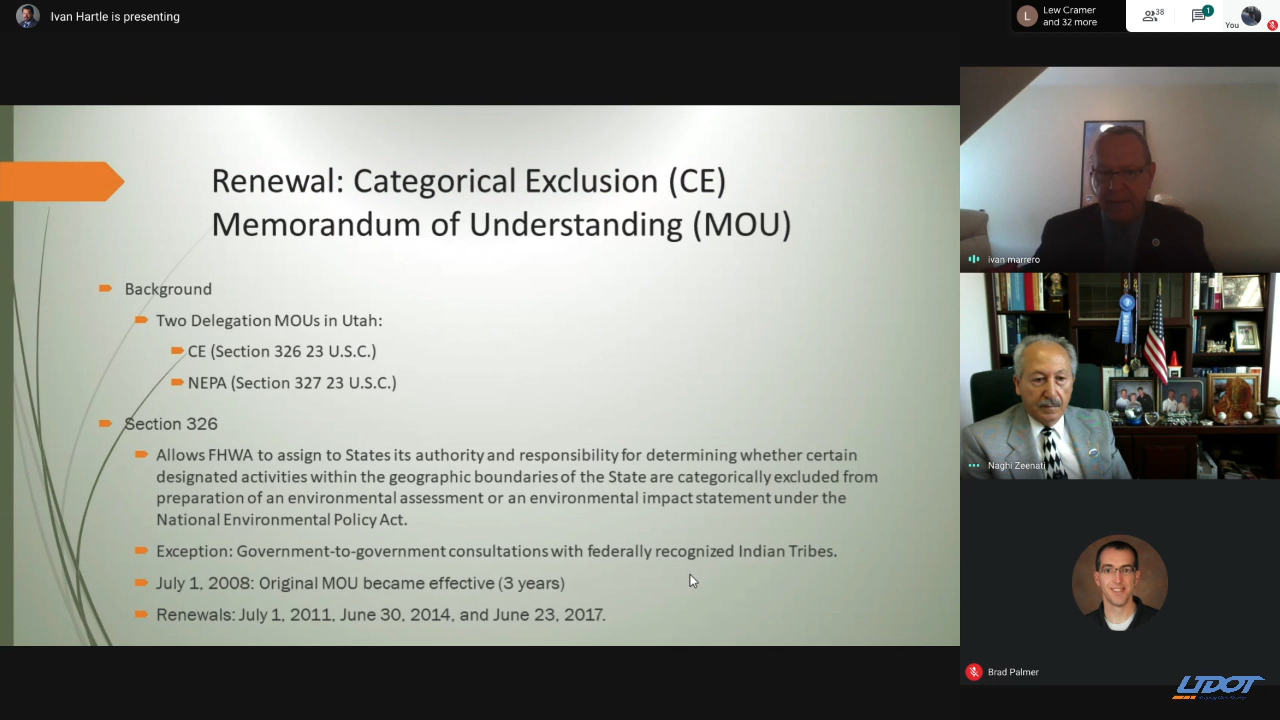 Ivan Hartle is presenting
Lew Cramer
and 32 more
38
1
You
L
Renewal: Categorical Exclusion (CE)
Memorandum of Understanding (MOU)
Background
Two Delegation MOUs in Utah:
CE (Section 326 23 U.S.C.)
NEPA (Section 327 23 U.S.C.)
Section 326
Allows FHWA to assign to States its authority and responsibility for determining whether certain
designated activities within the geographic boundaries of the State are categorically excluded from
preparation of an environmental assessment or an environmental impact statement under the
National Environmental Policy Act.
Exception: Government-to-government consultations with federally recognized Indian Tribes.
July 1, 2008: Original MOU became effective (3 years)
Renewals: July 1, 2011, June 30, 2014, and June 23, 2017.
ivan marrero
Naghi Zeenati
Brad Palmer
UDOT